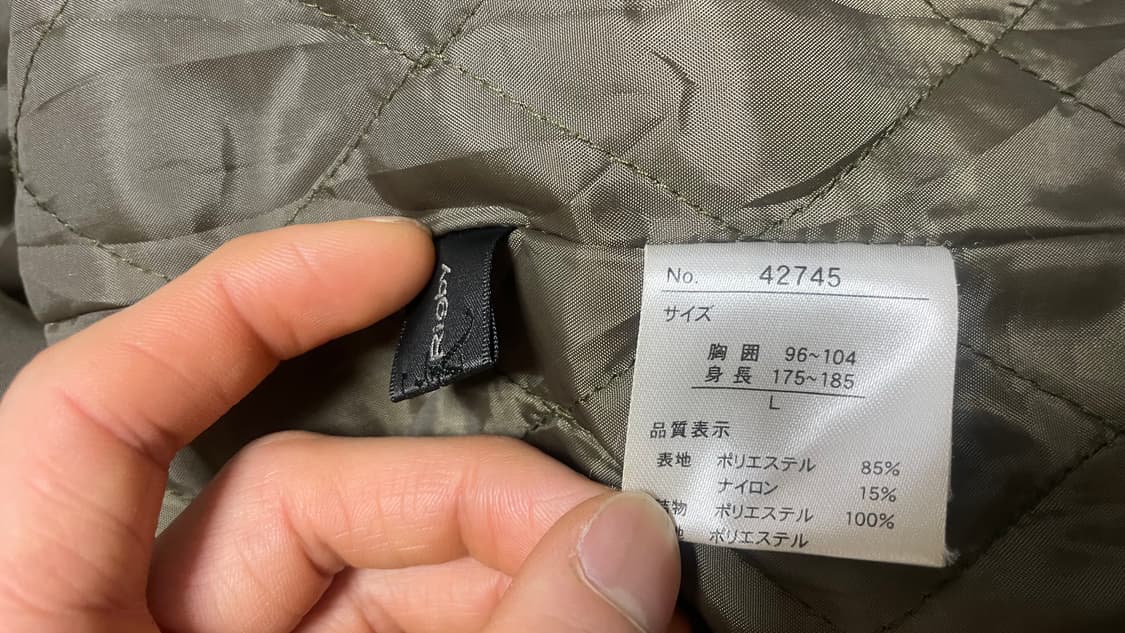 Rigby
No. 42745
サイズ
胸囲 96~104
身長 175~185
L
品質表示
表地 ポリエステル 85%
ナイロン 15%
物 ポリエステル 100%
地 ポリエステル